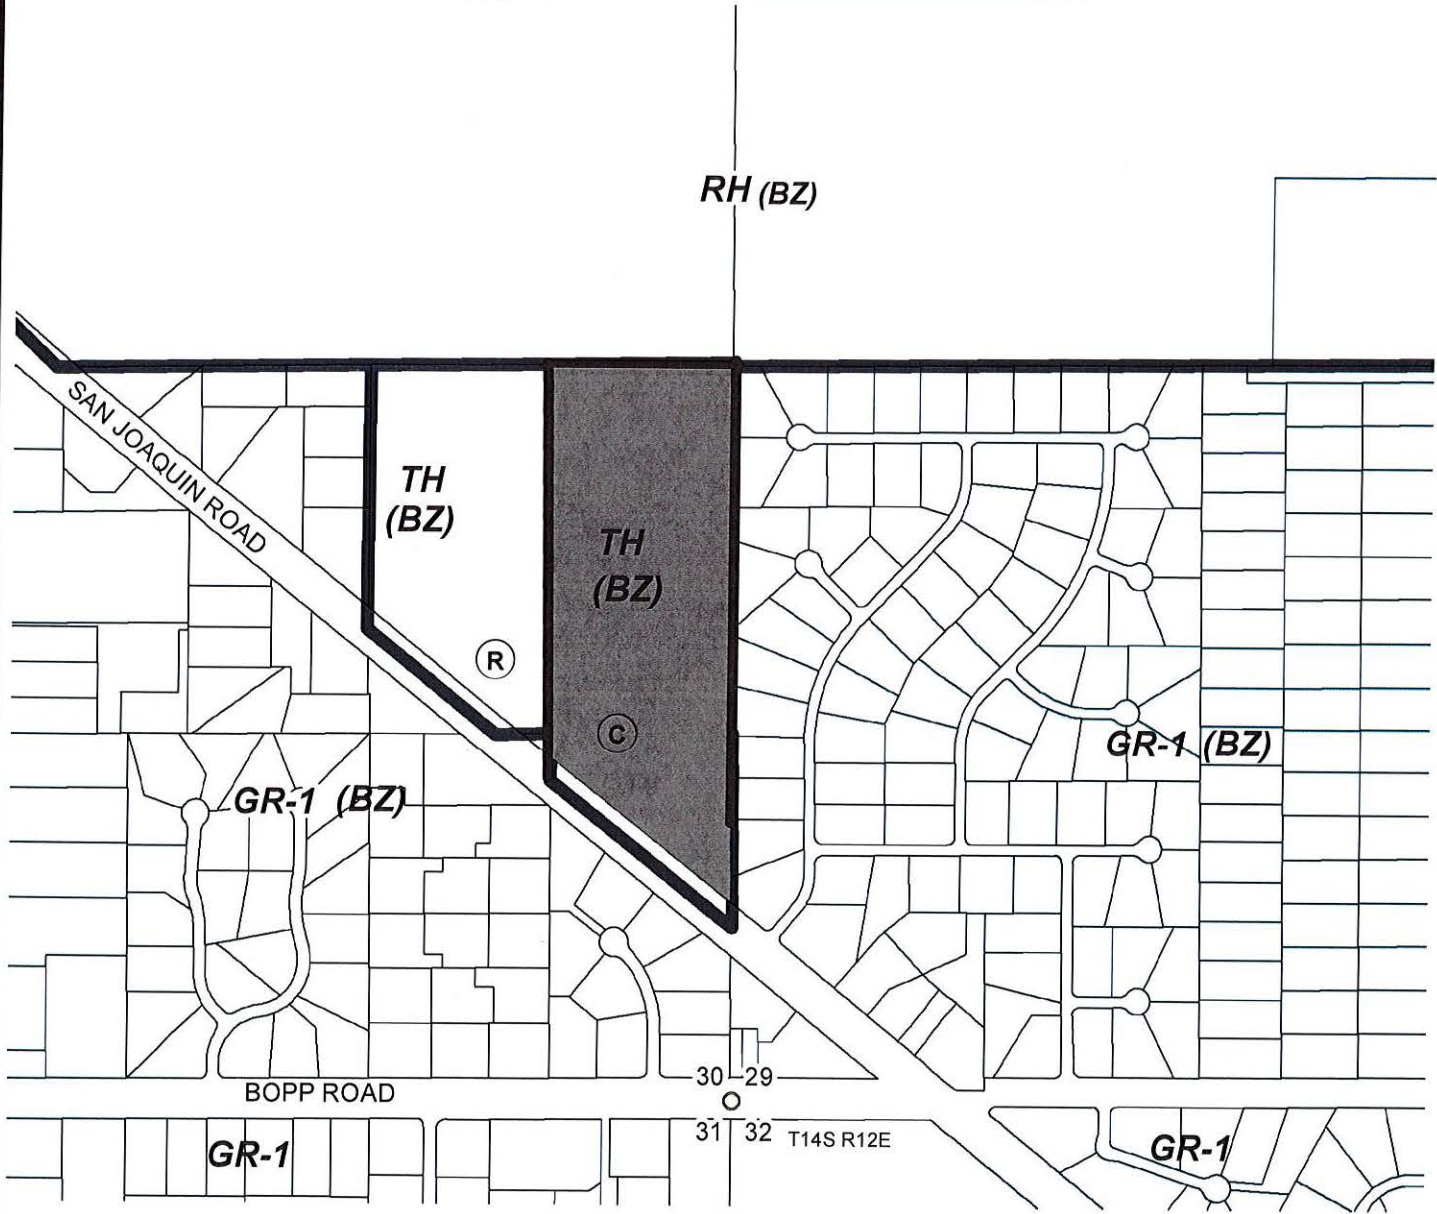 RH (BZ)
SAN JOAQUIN ROAD
TH
(BZ)
TH
(BZ)
R
C
GR-1 (BZ)
GR-1 (BZ)
30 29
BOPP ROAD
31 32 T14S R12E
GR-1
GR-1